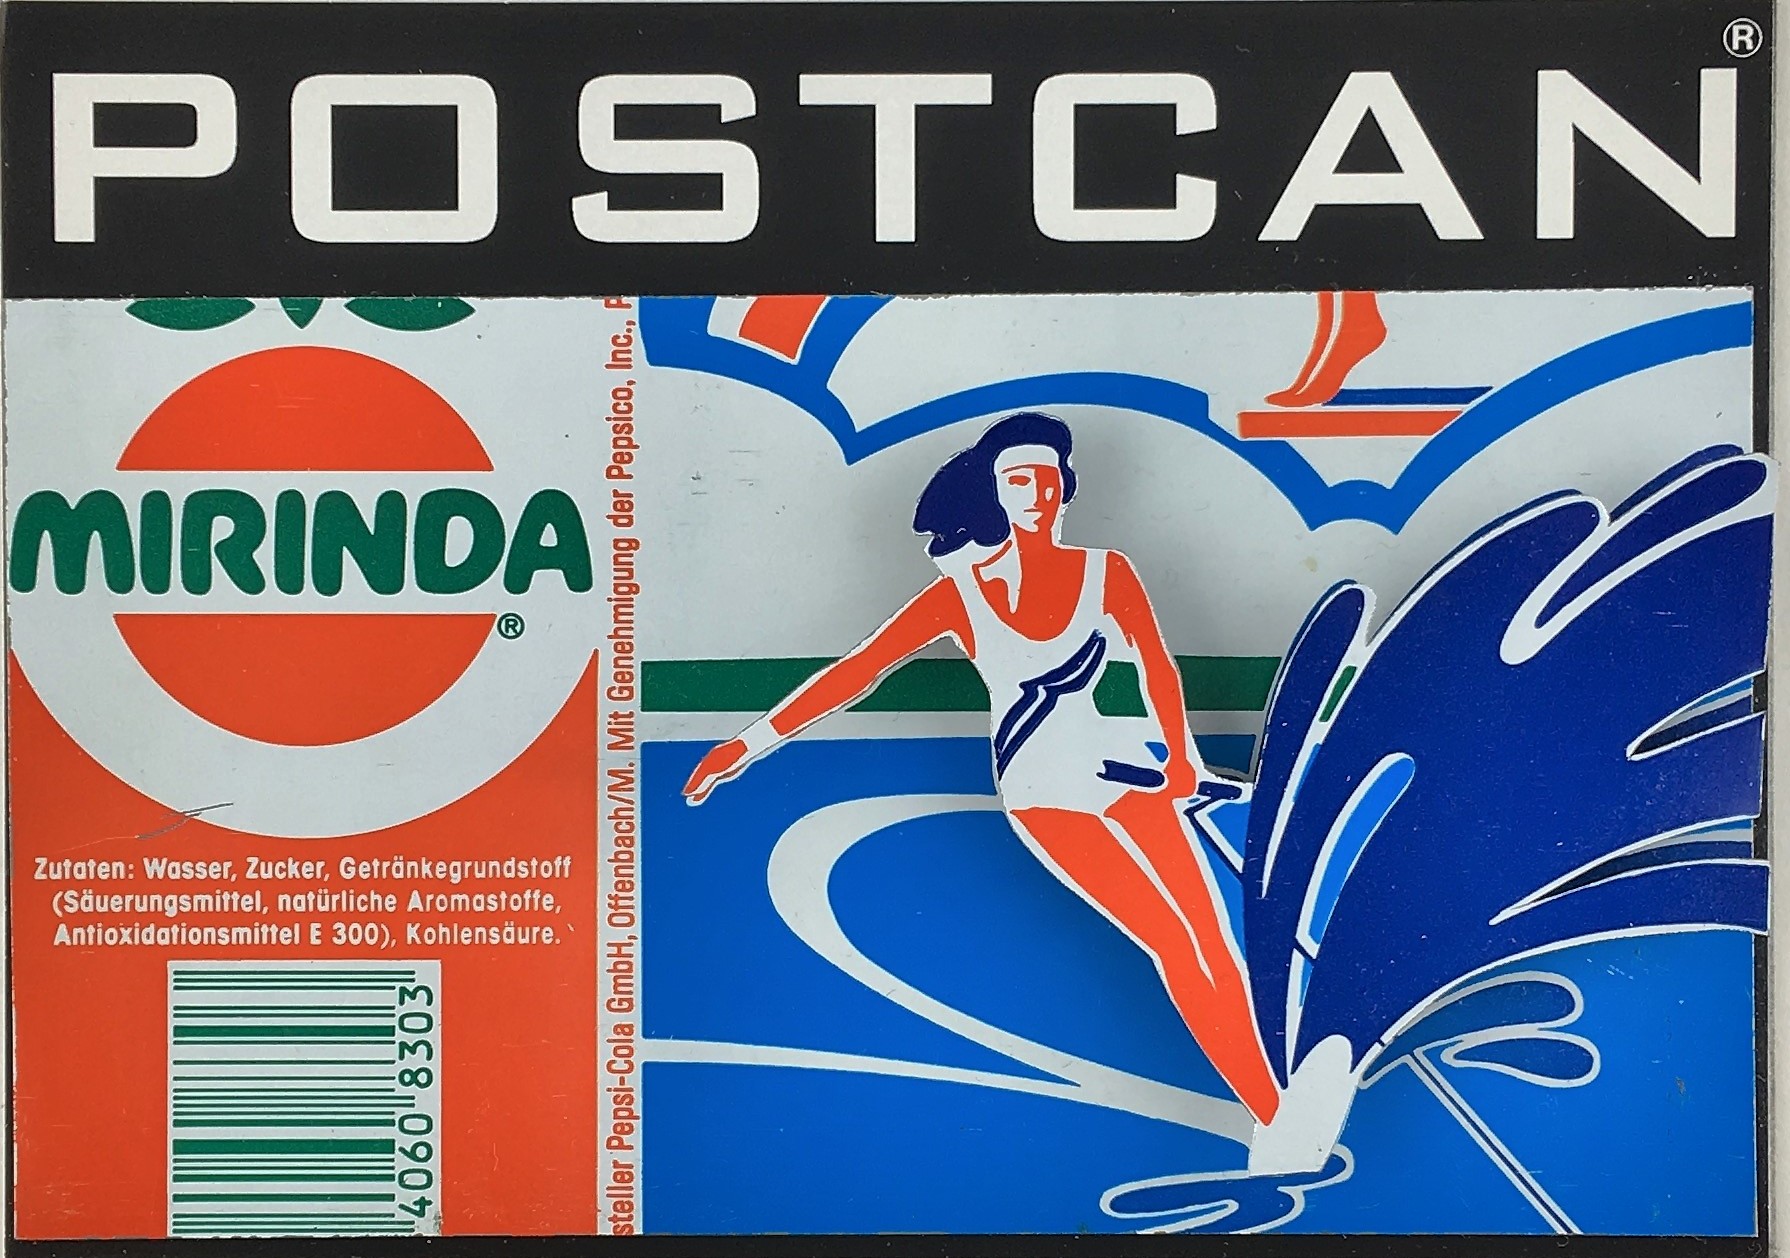 POSTCAN®
MIRINDA®
Zutaten: Wasser, Zucker, Getränkegrundstoff
(Säuerungsmittel, natürliche Aromastoffe,
Antioxidationsmittel E 300), Kohlensäure.
4060 8303
steller Pepsi-Cola GmbH, Offenbach/M. Mit Genehmigung der Pepsico, Inc.,